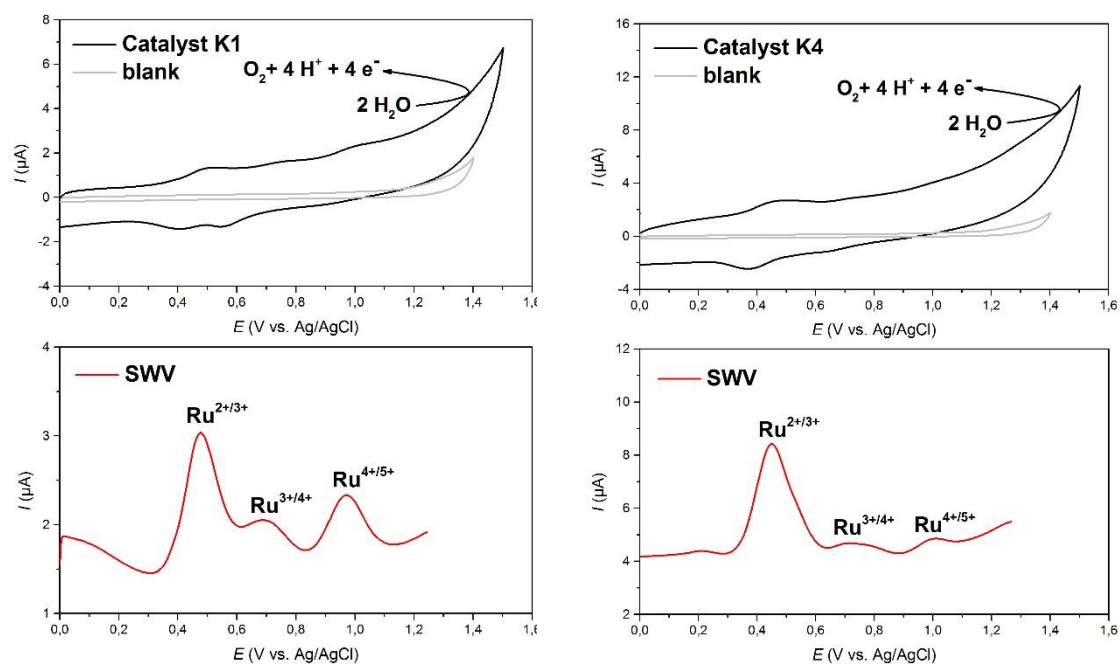 Catalyst K1
blank
O₂+ 4 H⁺ + 4 e⁻
2 H₂O
I (µA)
8
6
4
2
0
-2
-4
0,0 0,2 0,4 0,6 0,8 1,0 1,2 1,4 1,6
E (V vs. Ag/AgCl)
Catalyst K4
blank
O₂+ 4 H⁺ + 4 e⁻
2 H₂O
I (µA)
16
12
8
4
0
-4
0,0 0,2 0,4 0,6 0,8 1,0 1,2 1,4 1,6
E (V vs. Ag/AgCl)
SWV
Ru²⁺/³⁺
Ru³⁺/⁴⁺
Ru⁴⁺/⁵⁺
I (µA)
4
3
2
1
0,0 0,2 0,4 0,6 0,8 1,0 1,2 1,4 1,6
E (V vs. Ag/AgCl)
SWV
Ru²⁺/³⁺
Ru³⁺/⁴⁺
Ru⁴⁺/⁵⁺
I (µA)
12
10
8
6
4
2
0,0 0,2 0,4 0,6 0,8 1,0 1,2 1,4 1,6
E (V vs. Ag/AgCl)